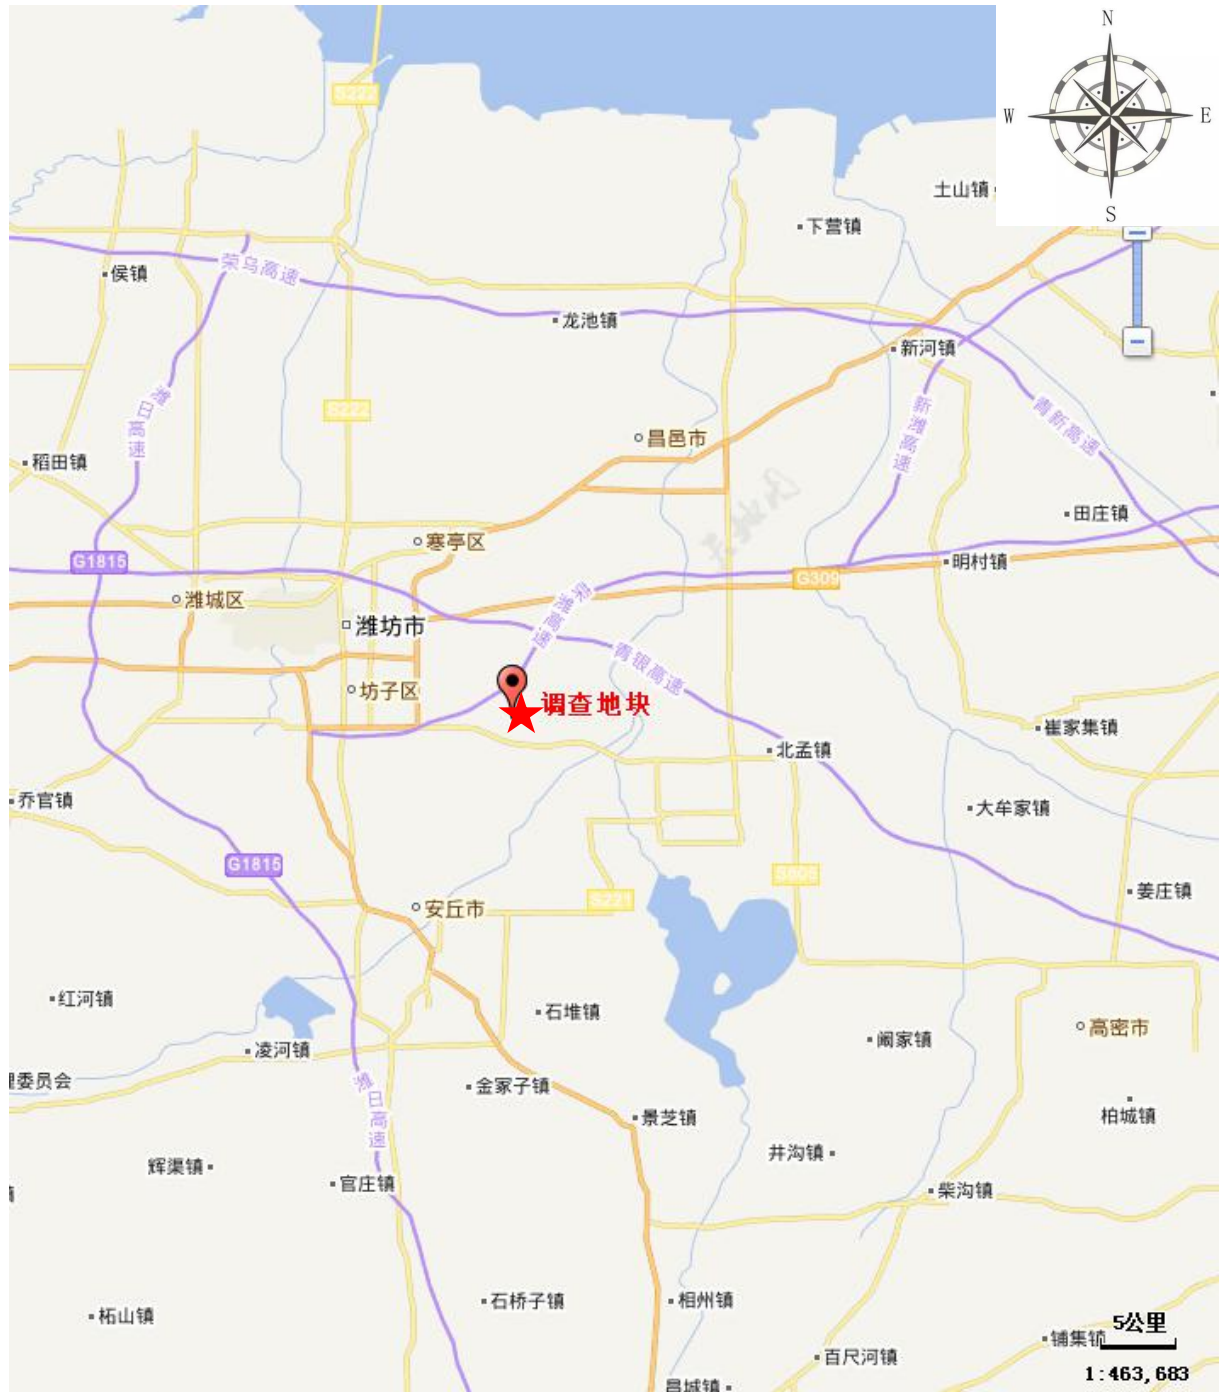 N
W
E
S
S222
土山镇
下营镇
荣乌高速
侯镇
龙池镇
新河镇
潍日高速
S222
新潍高速
青新高速
昌邑市
稻田镇
天地图
田庄镇
寒亭区
G1815
明村镇
G309
潍城区
荣潍高速
潍坊市
青银高速
坊子区
调查地块
崔家集镇
北孟镇
乔官镇
大牟家镇
G1815
S805
姜庄镇
S221
安丘市
红河镇
石堆镇
高密市
阚家镇
凌河镇
委员会
金冢子镇
潍日高速
景芝镇
柏城镇
井沟镇
辉渠镇
官庄镇
柴沟镇
石桥子镇
相州镇
柘山镇
5公里
铺集镇
百尺河镇
1:463,683
昌城镇